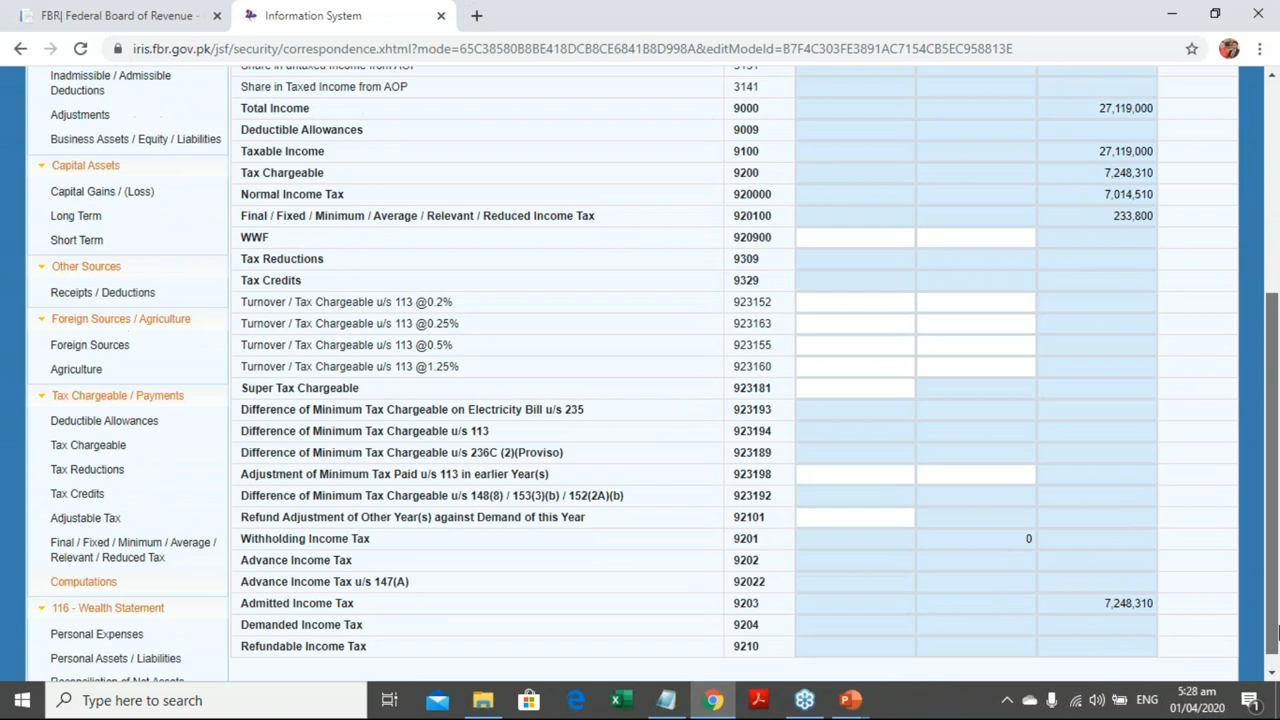 FBR| Federal Board of Revenue -
Information System
iris.fbr.gov.pk/jsf/security/correspondence.xhtml?mode=65C38580B8BE418DCB8CE6841B8D998A&editModeId=B7F4C303FE3891AC7154CB5EC958813E
Inadmissible / Admissible
Deductions
Adjustments
Business Assets / Equity / Liabilities
Capital Assets
Capital Gains / (Loss)
Long Term
Short Term
Other Sources
Receipts / Deductions
Foreign Sources / Agriculture
Foreign Sources
Agriculture
Tax Chargeable / Payments
Deductible Allowances
Tax Chargeable
Tax Reductions
Tax Credits
Adjustable Tax
Final / Fixed / Minimum / Average /
Relevant / Reduced Tax
Computations
116 - Wealth Statement
Personal Expenses
Personal Assets / Liabilities
Reconciliation of Net Assets
Share in untaxed Income from AOP 3131
Share in Taxed Income from AOP 3141
Total Income 9000 27,119,000
Deductible Allowances 9009
Taxable Income 9100 27,119,000
Tax Chargeable 9200 7,248,310
Normal Income Tax 920000 7,014,510
Final / Fixed / Minimum / Average / Relevant / Reduced Income Tax 920100 233,800
WWF 920900
Tax Reductions 9309
Tax Credits 9329
Turnover / Tax Chargeable u/s 113 @0.2% 923152
Turnover / Tax Chargeable u/s 113 @0.25% 923163
Turnover / Tax Chargeable u/s 113 @0.5% 923155
Turnover / Tax Chargeable u/s 113 @1.25% 923160
Super Tax Chargeable 923181
Difference of Minimum Tax Chargeable on Electricity Bill u/s 235 923193
Difference of Minimum Tax Chargeable u/s 113 923194
Difference of Minimum Tax Chargeable u/s 236C (2)(Proviso) 923189
Adjustment of Minimum Tax Paid u/s 113 in earlier Year(s) 923198
Difference of Minimum Tax Chargeable u/s 148(8) / 153(3)(b) / 152(2A)(b) 923192
Refund Adjustment of Other Year(s) against Demand of this Year 92101
Withholding Income Tax 9201 0
Advance Income Tax 9202
Advance Income Tax u/s 147(A) 92022
Admitted Income Tax 9203 7,248,310
Demanded Income Tax 9204
Refundable Income Tax 9210
Type here to search
ENG
5:28 am
01/04/2020
1